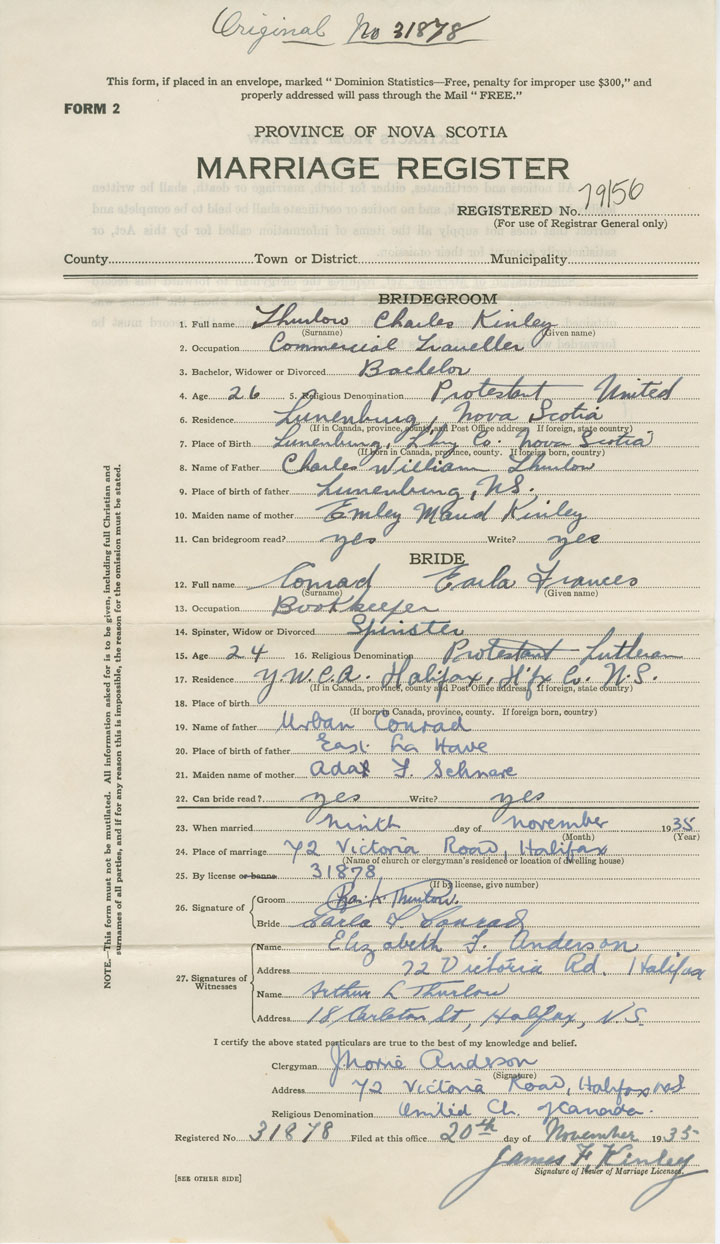 Original No 31878
This form, if placed in an envelope, marked " Dominion Statistics—Free, penalty for improper use $300," and
properly addressed will pass through the Mail " FREE."
FORM 2
PROVINCE OF NOVA SCOTIA
MARRIAGE REGISTER
REGISTERED No. 79156
(For use of Registrar General only)
County Town or District Municipality
BRIDEGROOM
1. Full name Thurlow Charles Kinley
(Surname) (Given name)
2. Occupation Commercial Traveller
3. Bachelor, Widower or Divorced Bachelor
4. Age 26 5. Religious Denomination Protestant United
6. Residence Lunenburg, Nova Scotia
(If in Canada, province, county and Post Office address. If foreign, state country)
7. Place of Birth Lunenburg, Co. Nova Scotia
(If born in Canada, province, county. If foreign born, country)
8. Name of Father Charles William Thurlow
9. Place of birth of father Lunenburg, N.S.
10. Maiden name of mother Emley Maud Kinley
11. Can bridegroom read? yes Write? yes
BRIDE
12. Full name Conrad Earla Frances
(Surname) (Given name)
13. Occupation Bookkeeper
14. Spinster, Widow or Divorced Spinster
15. Age 24 16. Religious Denomination Protestant Lutheran
17. Residence Y.W.C.A. Halifax, H'fx Co. N.S.
(If in Canada, province, county and Post Office address, If foreign, state country)
18. Place of Birth
(If born in Canada, province, county. If foreign born, country)
19. Name of father Urban Conrad
20. Place of birth of father East La Have
21. Maiden name of mother Ada F. Schnare
22. Can bride read? yes Write? yes
23. When married ninth day of november 1935
(Month) (Year)
24. Place of marriage 72 Victoria Road, Halifax
(Name of church or clergyman's residence or location of dwelling house)
25. By license or banns 31878
(If by license, give number)
26. Signature of Groom Thurlow.
Bride Earla F Conrad
27. Signatures of Witnesses
Name Elizabeth F. Anderson
Address 72 Victoria Rd. Halifax
Name Arthur L Thurlow
Address 18 Carleton St, Halifax, N.S.
I certify the above stated particulars are true to the best of my knowledge and belief.
Clergyman Anderson
(Signature)
Address 72 Victoria Road, Halifax
Religious Denomination United Ch. of Canada.
Registered No. 31878 Filed at this office 20th day of November 1935
James F. Kinley
Signature of Issuer of Marriage Licenses.
[SEE OTHER SIDE]
NOTE.—This form must not be mutilated. All information asked for is to be given, including full Christian and
surnames of all parties, and if for any reason this is impossible, the reason for the omission must be stated.